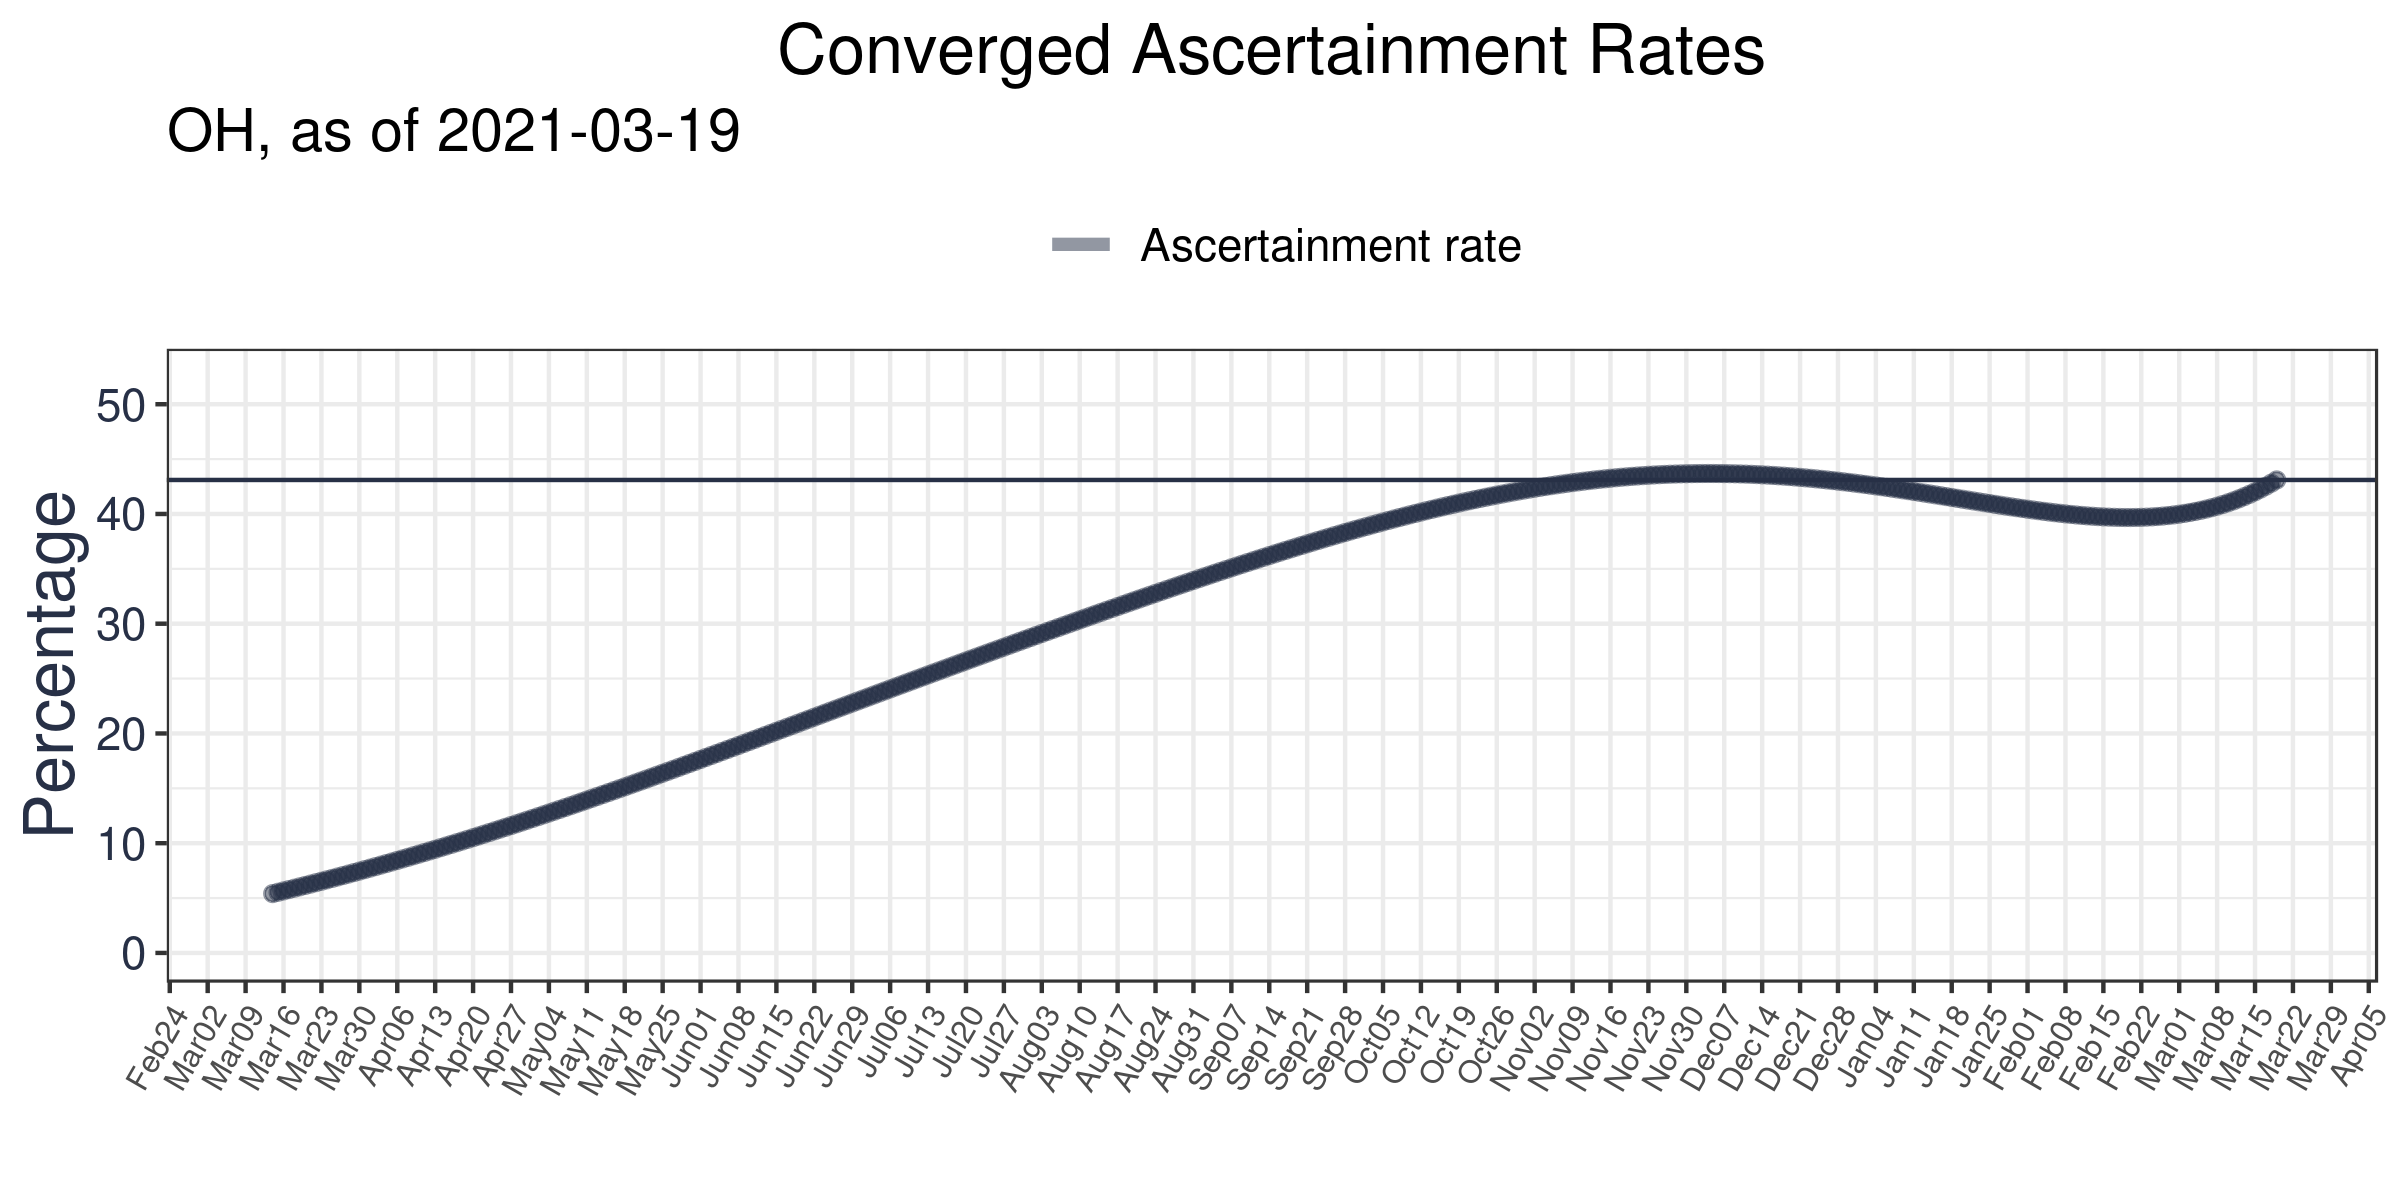 Converged Ascertainment Rates
OH, as of 2021-03-19
Ascertainment rate
Percentage
50
40
30
20
10
0
Feb24 Mar02 Mar09 Mar16 Mar23 Mar30 Apr06 Apr13 Apr20 Apr27 May04 May11 May18 May25 Jun01 Jun08 Jun15 Jun22 Jun29 Jul06 Jul13 Jul20 Jul27 Aug03 Aug10 Aug17 Aug24 Aug31 Sep07 Sep14 Sep21 Sep28 Oct05 Oct12 Oct19 Oct26 Nov02 Nov09 Nov16 Nov23 Nov30 Dec07 Dec14 Dec21 Dec28 Jan04 Jan11 Jan18 Jan25 Feb01 Feb08 Feb15 Feb22 Mar01 Mar08 Mar15 Mar22 Mar29 Apr05